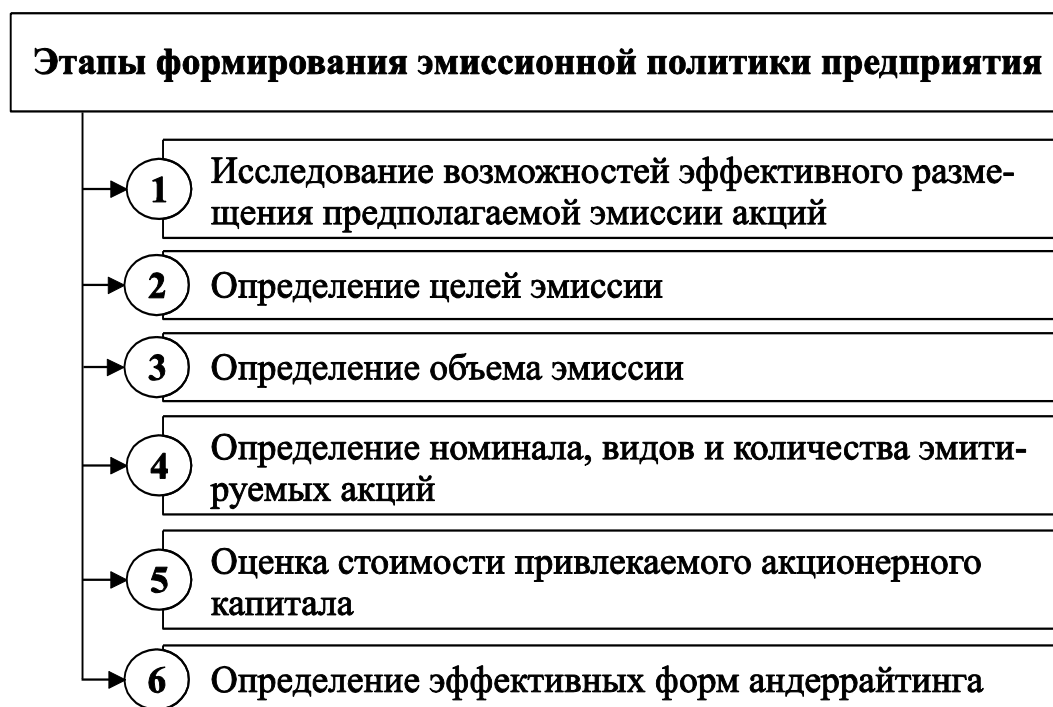 Этапы формирования эмиссионной политики предприятия
1 Исследование возможностей эффективного разме-
щения предполагаемой эмиссии акций
2 Определение целей эмиссии
3 Определение объема эмиссии
4 Определение номинала, видов и количества эмити-
руемых акций
5 Оценка стоимости привлекаемого акционерного
капитала
6 Определение эффективных форм андеррайтинга